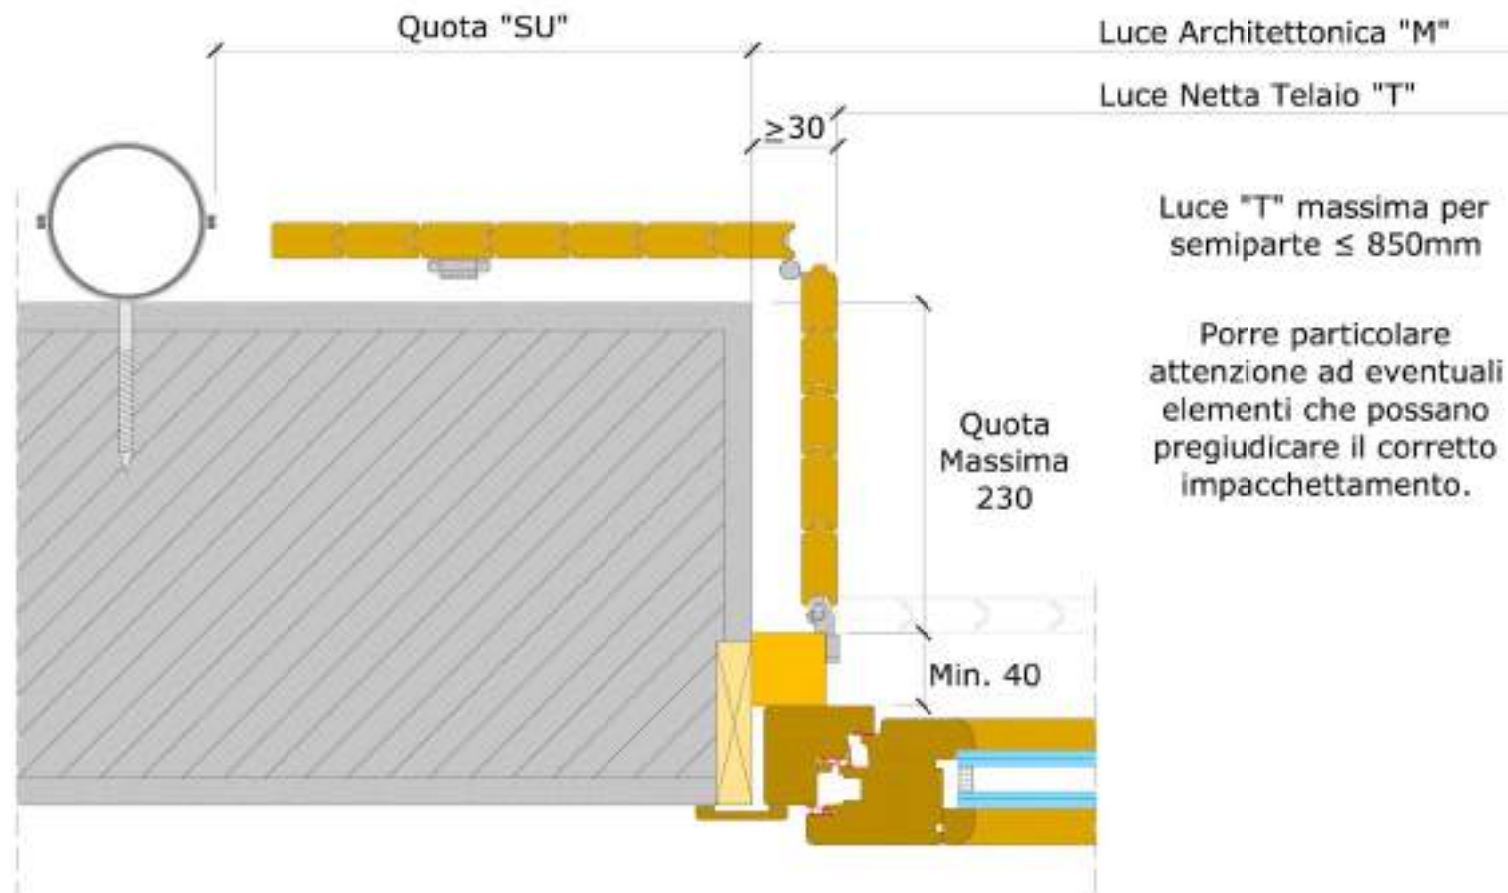 Quota "SU"
Luce Architettonica "M"
Luce Netta Telaio "T"
≥30
Luce "T" massima per
semiparte ≤ 850mm
Porre particolare
attenzione ad eventuali
elementi che possano
pregiudicare il corretto
impacchettamento.
Quota
Massima
230
Min. 40